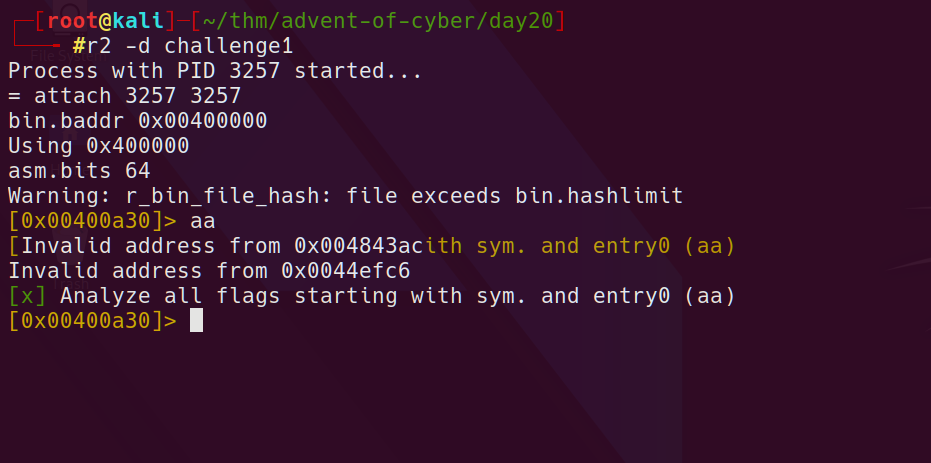 ┌─[root@kali]─[~/thm/advent-of-cyber/day20]
└──╼ #r2 -d challenge1
Process with PID 3257 started...
= attach 3257 3257
bin.baddr 0x00400000
Using 0x400000
asm.bits 64
Warning: r_bin_file_hash: file exceeds bin.hashlimit
[0x00400a30]> aa
[Invalid address from 0x004843acith sym. and entry0 (aa)
Invalid address from 0x0044efc6
[x] Analyze all flags starting with sym. and entry0 (aa)
[0x00400a30]>